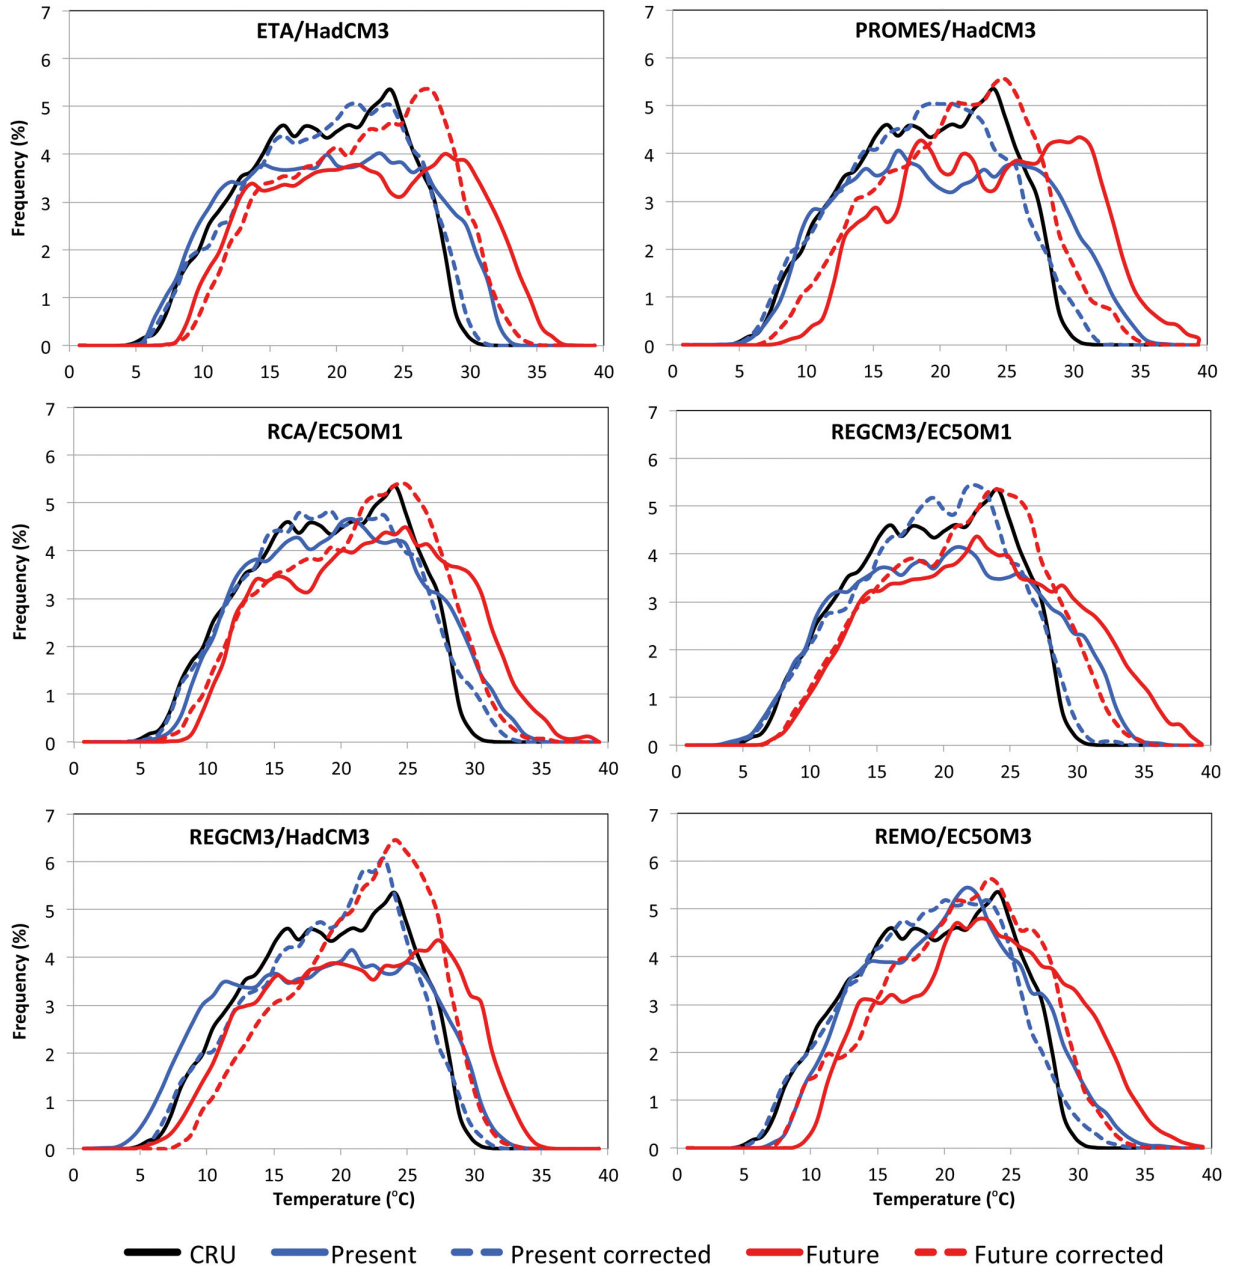 ETA/HadCM3
Frequency (%)
7
6
5
4
3
2
1
0
0 5 10 15 20 25 30 35 40
PROMES/HadCM3
7
6
5
4
3
2
1
0
0 5 10 15 20 25 30 35 40
RCA/EC5OM1
Frequency (%)
7
6
5
4
3
2
1
0
0 5 10 15 20 25 30 35 40
REGCM3/EC5OM1
7
6
5
4
3
2
1
0
0 5 10 15 20 25 30 35 40
REGCM3/HadCM3
Frequency (%)
7
6
5
4
3
2
1
0
0 5 10 15 20 25 30 35 40
Temperature (°C)
REMO/EC5OM3
7
6
5
4
3
2
1
0
0 5 10 15 20 25 30 35 40
Temperature (°C)
CRU Present Present corrected Future Future corrected